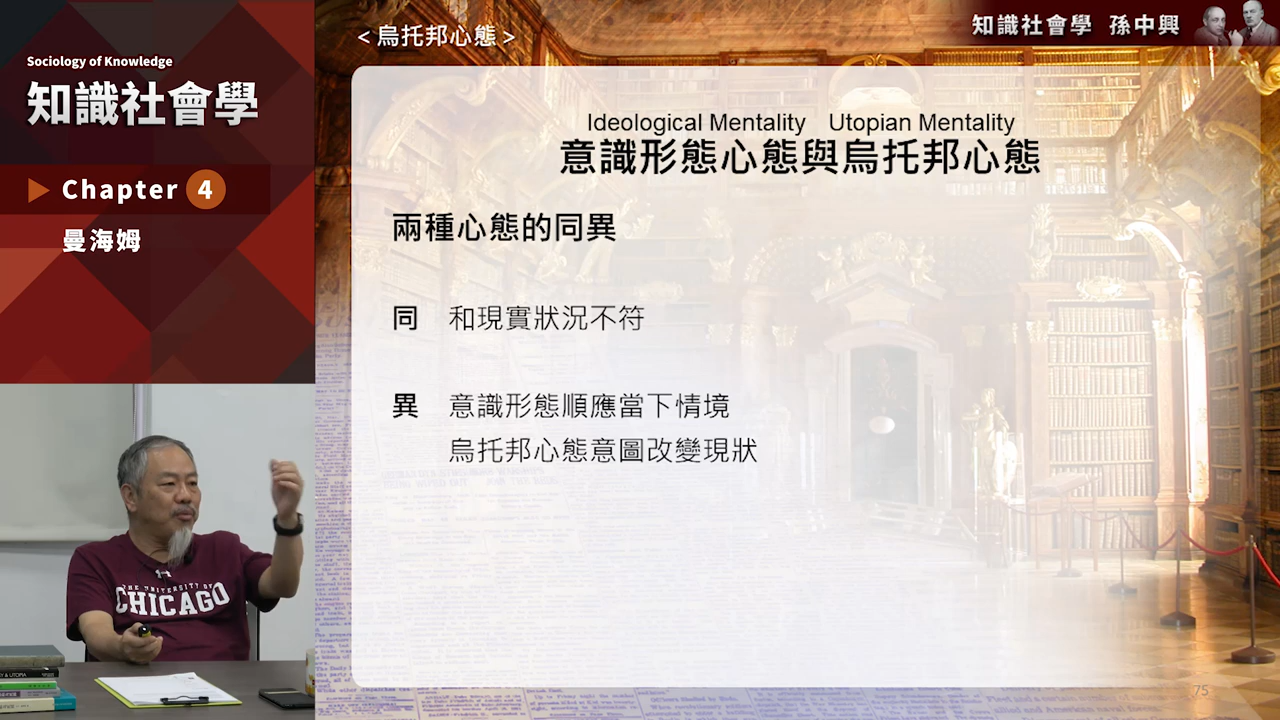 Sociology of Knowledge
知識社會學
Chapter 4
曼海姆
THE UNIVERSITY OF
CHICAGO
<烏托邦心態>
知識社會學 孫中興
Ideological Mentality Utopian Mentality
意識形態心態與烏托邦心態
兩種心態的同異
同 和現實狀況不符
異 意識形態順應當下情境
烏托邦心態意圖改變現狀
75